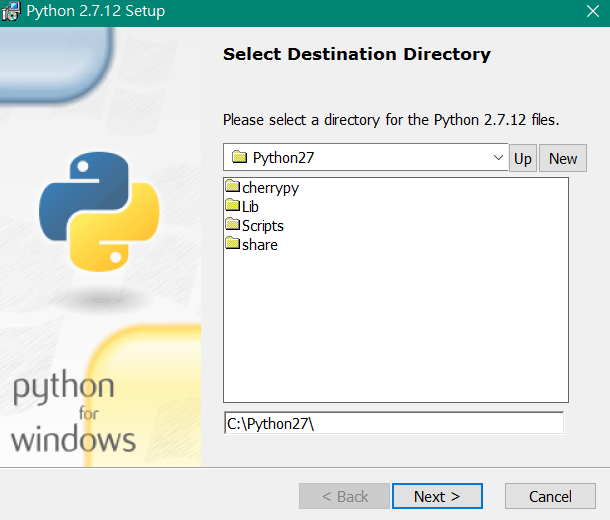 Python 2.7.12 Setup
Select Destination Directory
Please select a directory for the Python 2.7.12 files.
Python27
Up
New
cherrypy
Lib
Scripts
share
C:\Python27\
python
for
windows
< Back
Next >
Cancel